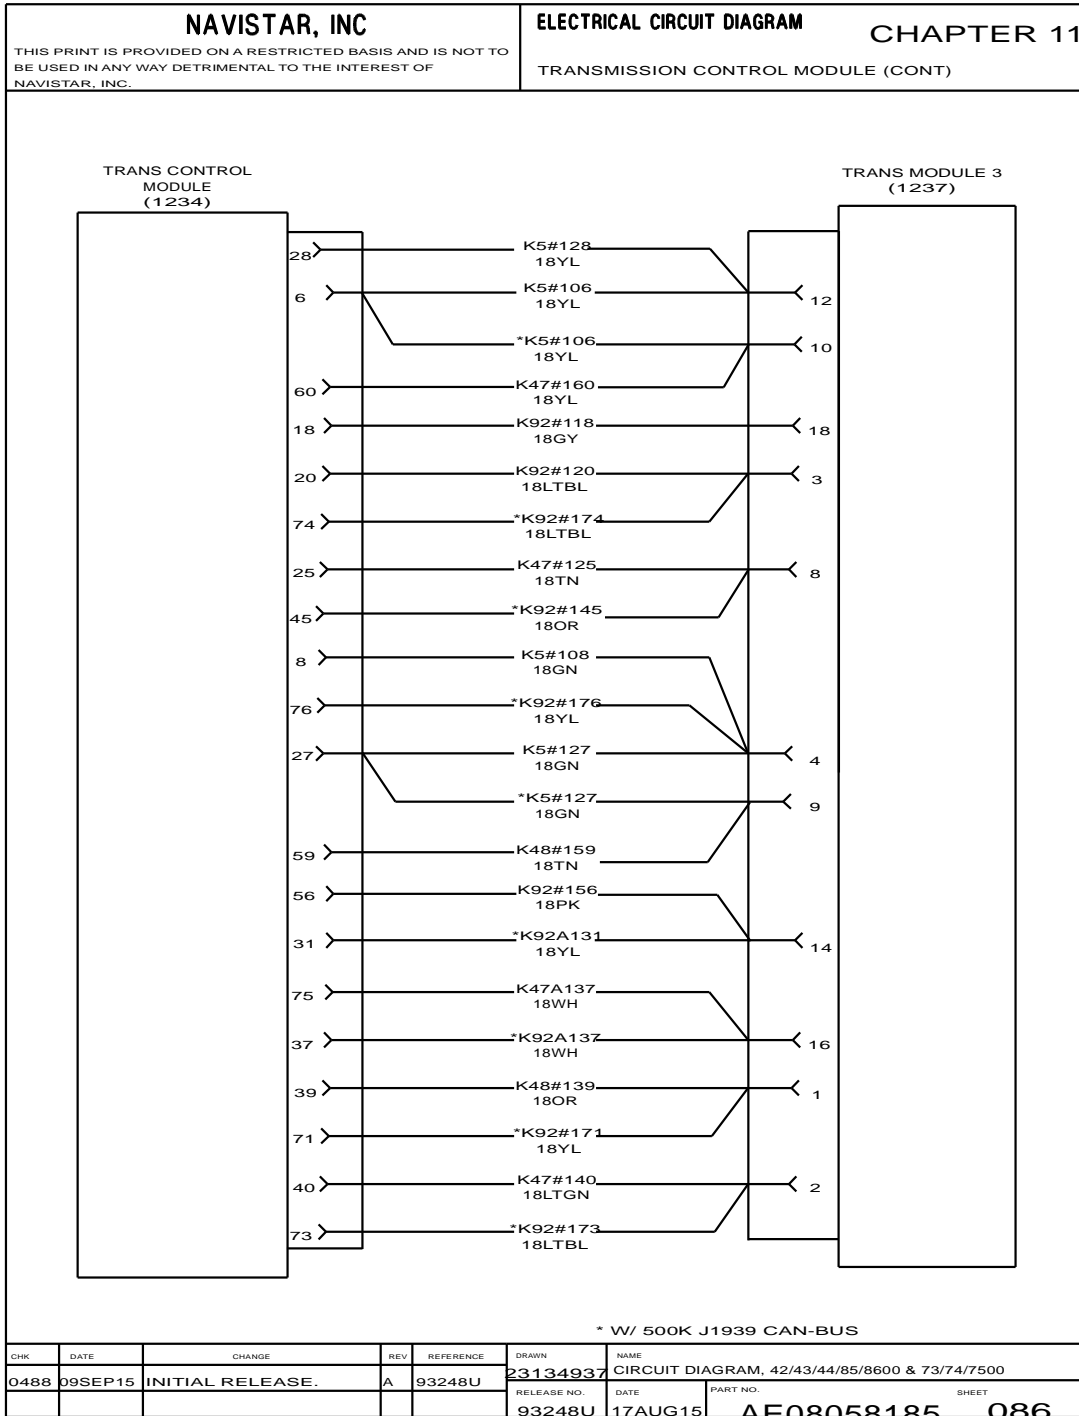 NAVISTAR, INC
THIS PRINT IS PROVIDED ON A RESTRICTED BASIS AND IS NOT TO
BE USED IN ANY WAY DETRIMENTAL TO THE INTEREST OF
NAVISTAR, INC.
ELECTRICAL CIRCUIT DIAGRAM
CHAPTER 11
TRANSMISSION CONTROL MODULE (CONT)
TRANS CONTROL
MODULE
(1234)
TRANS MODULE 3
(1237)
28
K5#128
18YL
6
K5#106
18YL
12
*K5#106
18YL
10
60
K47#160
18YL
18
K92#118
18GY
18
20
K92#120
18LTBL
3
74
*K92#174
18LTBL
25
K47#125
18TN
8
45
*K92#145
18OR
8
K5#108
18GN
76
*K92#176
18YL
27
K5#127
18GN
4
*K5#127
18GN
9
59
K48#159
18TN
56
K92#156
18PK
31
*K92A131
18YL
14
75
K47A137
18WH
37
*K92A137
18WH
16
39
K48#139
18OR
1
71
*K92#171
18YL
40
K47#140
18LTGN
2
73
*K92#173
18LTBL
* W/ 500K J1939 CAN-BUS
CHK DATE CHANGE REV REFERENCE
0488 09SEP15 INITIAL RELEASE. A 93248U
DRAWN
23134937
NAME
CIRCUIT DIAGRAM, 42/43/44/85/8600 & 73/74/7500
RELEASE NO. DATE PART NO. SHEET
93248U 17AUG15 AE08058185 086